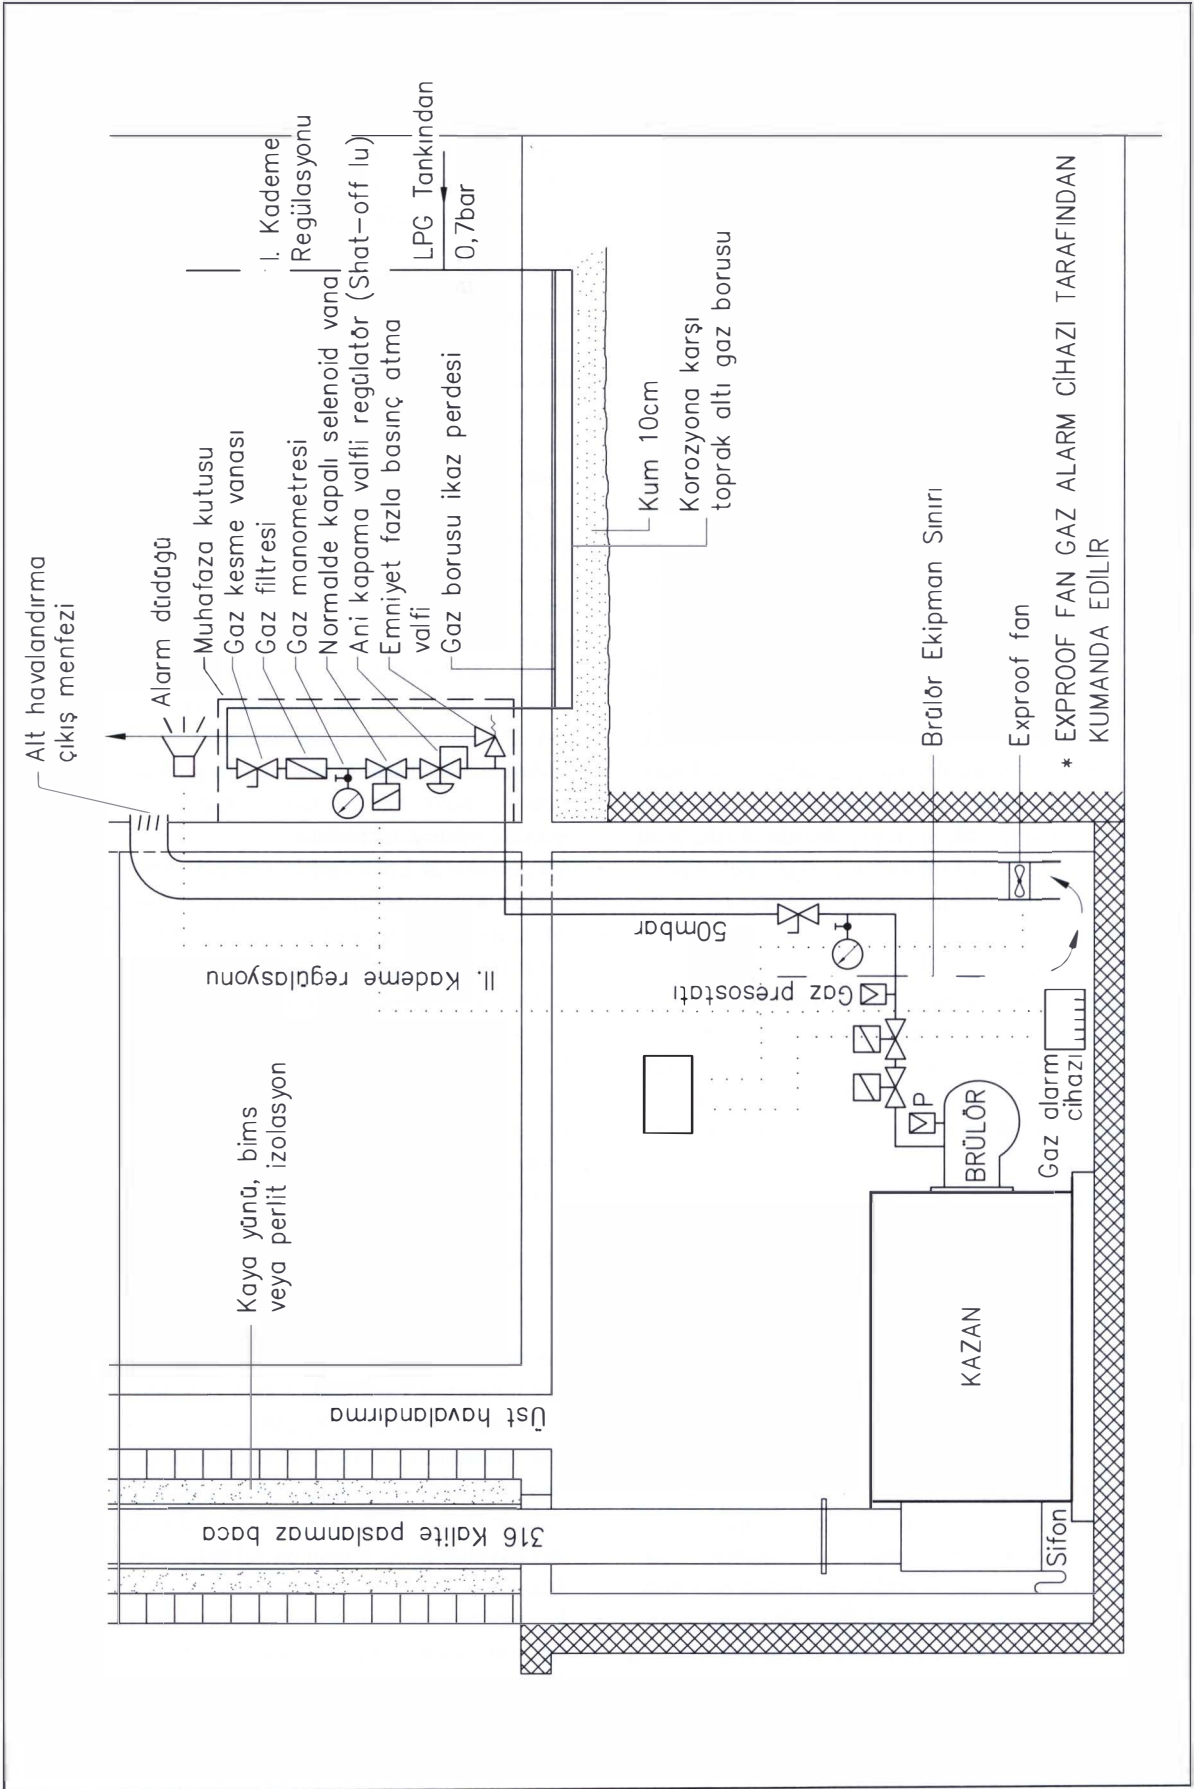 Alt havalandırma
çıkış menfezi
Alarm düdüğü
Muhafaza kutusu
Gaz kesme vanası
Gaz filtresi
Gaz manometresi
Normalde kapalı selenoid vana
Ani kapama valfli regülatör (Shat-off lu)
Emniyet fazla basınç atma
valfi
Gaz borusu ikaz perdesi
I. Kademe
Regülasyonu
LPG Tankından
0,7bar
Kum 10cm
Korozyona karşı
toprak altı gaz borusu
Kaya yünü, bims
veya perlit izolasyon
II. Kademe regülasyonu
50mbar
Gaz presostatı
Üst havalandırma
316 Kalite paslanmaz baca
Brülör Ekipman Sınırı
Exproof fan
* EXPROOF FAN GAZ ALARM CİHAZI TARAFINDAN
KUMANDA EDİLİR
P
BRÜLÖR
Gaz alarm
cihazı
KAZAN
Sifon